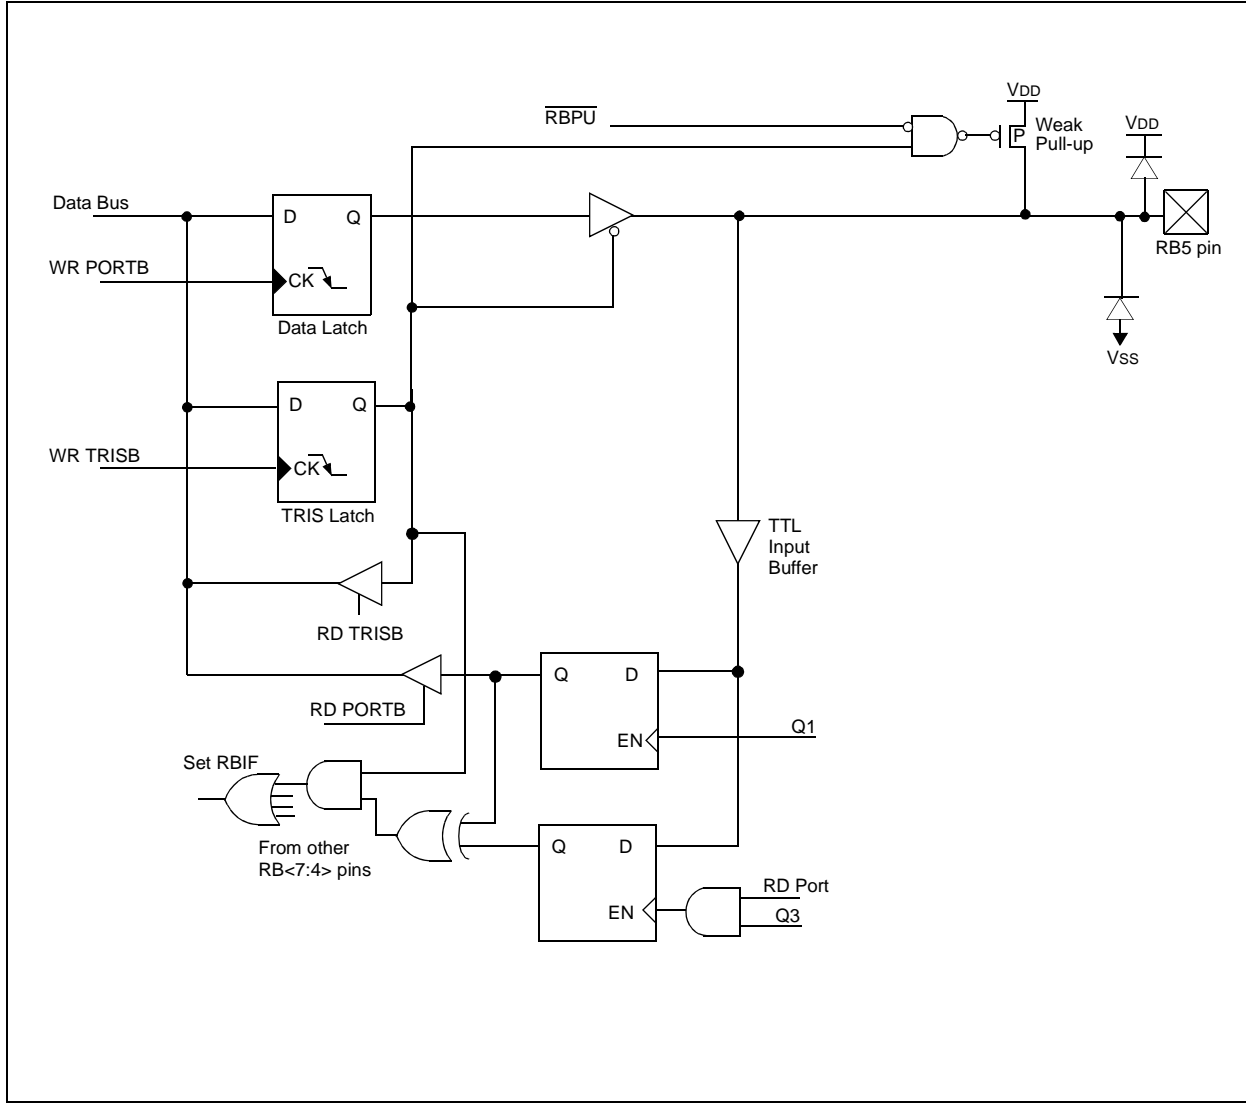 VDD
RBPU
P
Weak
Pull-up
VDD
Data Bus
D
Q
WR PORTB
CK
Data Latch
RB5 pin
VSS
D
Q
WR TRISB
CK
TRIS Latch
TTL
Input
Buffer
RD TRISB
Q
D
RD PORTB
EN
Q1
Set RBIF
From other
RB<7:4> pins
Q
D
EN
RD Port
Q3